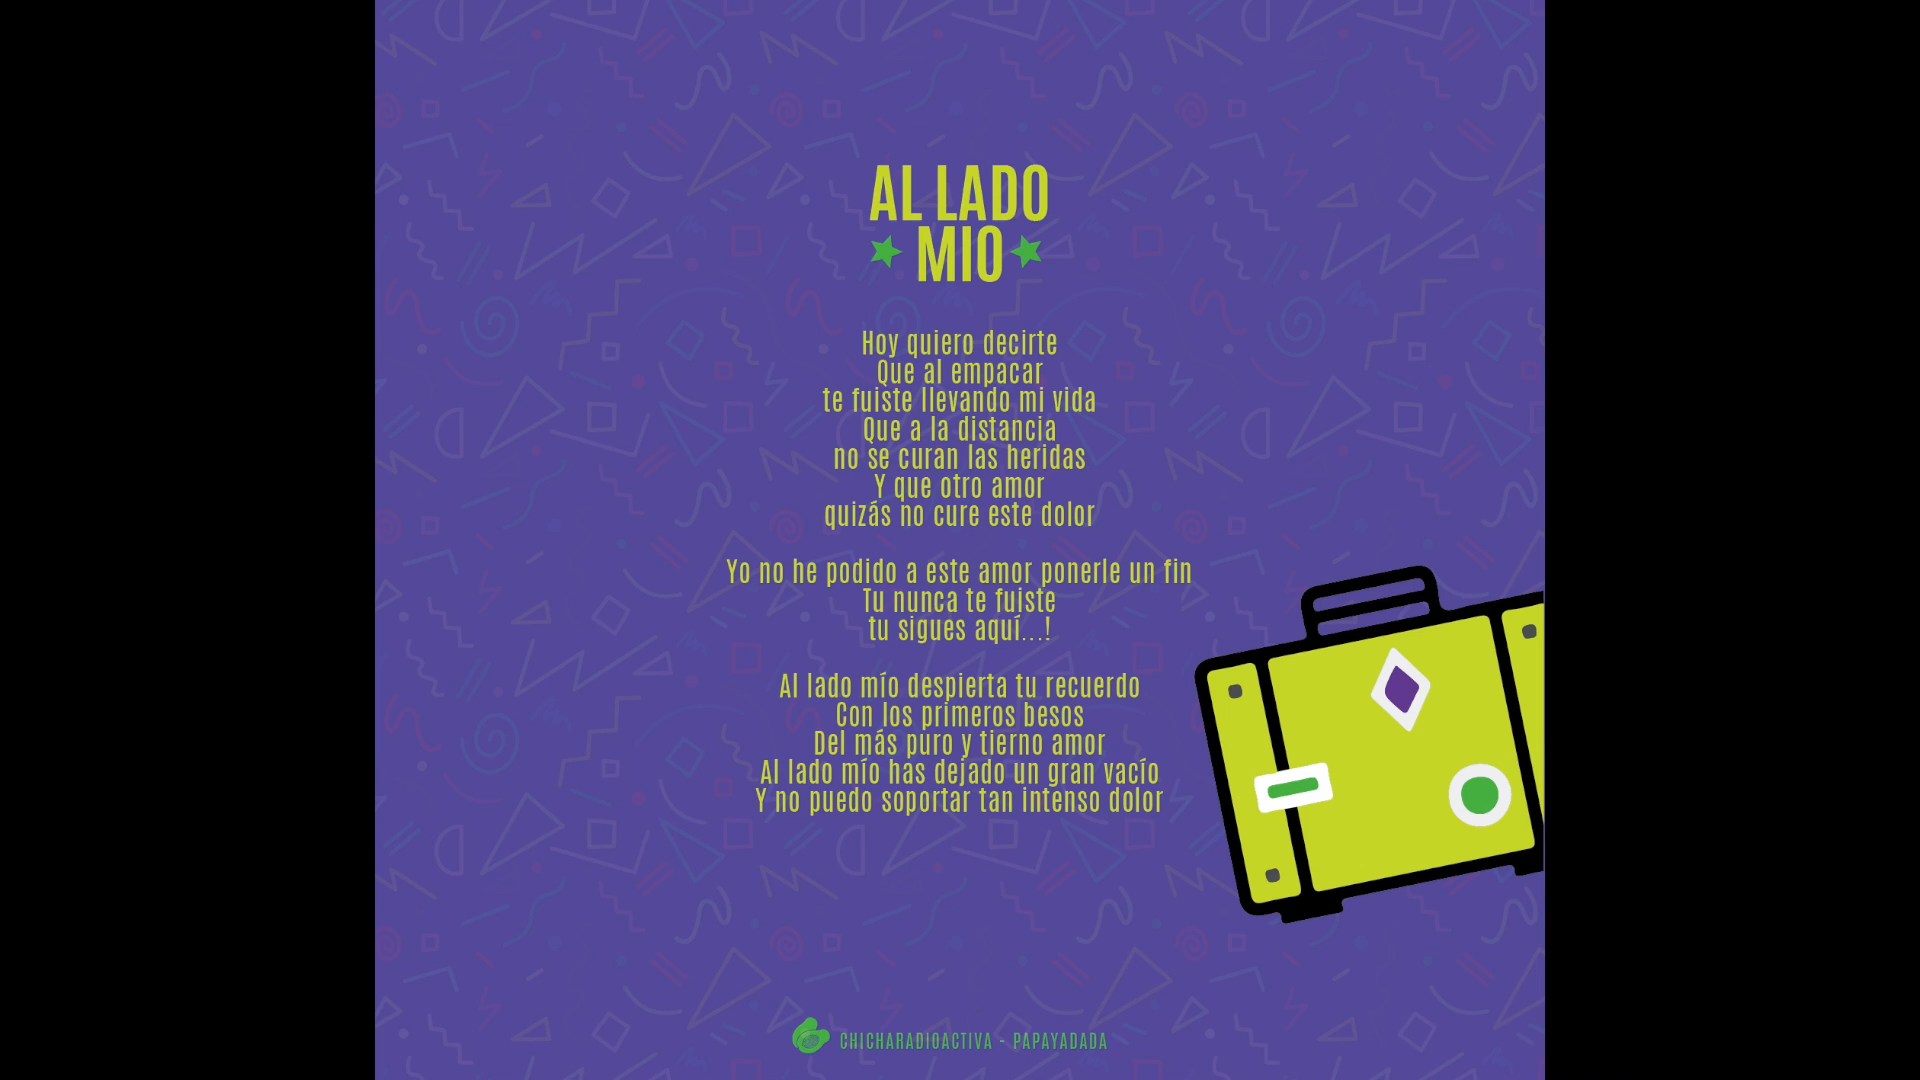 AL LADO
MIO
Hoy quiero decirte
Que al empacar
te fuiste llevando mi vida
Que a la distancia
no se curan las heridas
Y que otro amor
quizás no cure este dolor
Yo no he podido a este amor ponerle un fin
Tu nunca te fuiste
tu sigues aquí...!
Al lado mío despierta tu recuerdo
Con los primeros besos
Del más puro y tierno amor
Al lado mío has dejado un gran vacío
Y no puedo soportar tan intenso dolor
CHICHARADIOACTIVA - PAPAYADADA